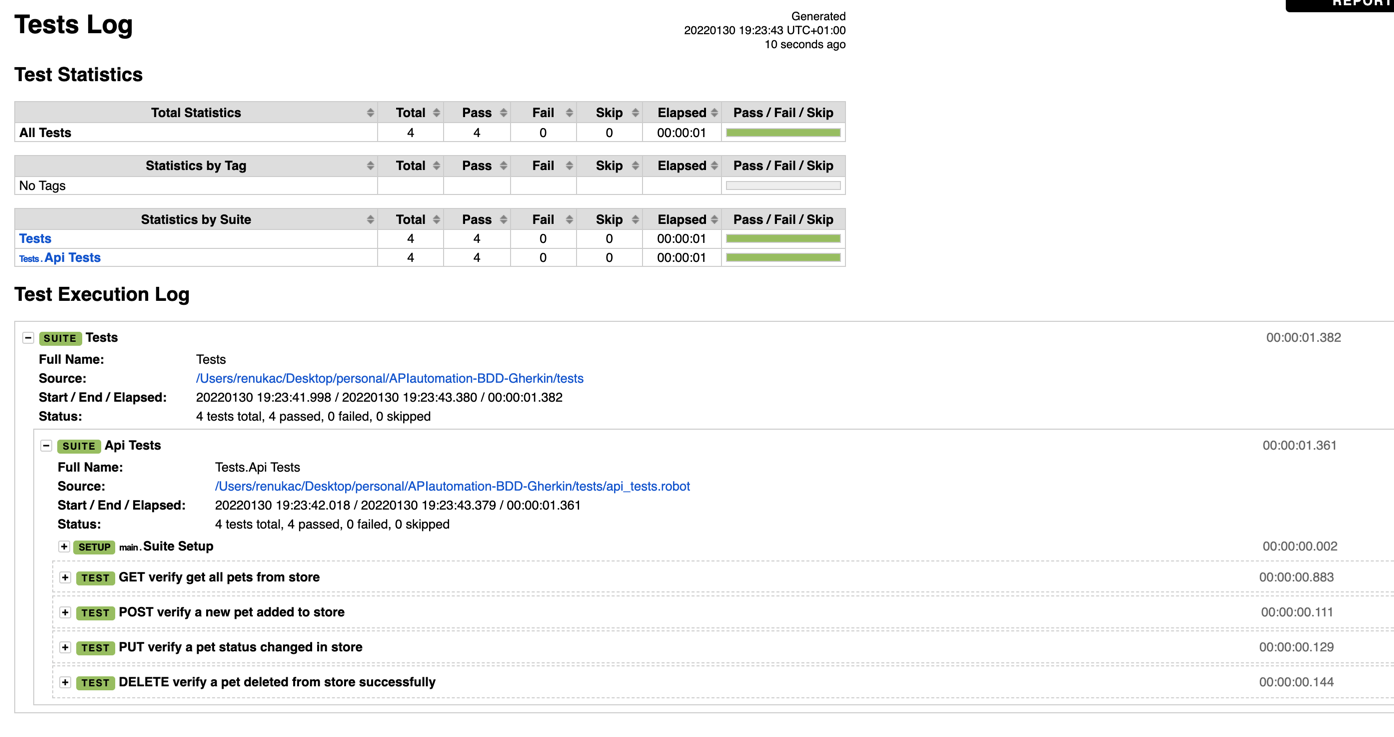 REPORT
Tests Log
Generated
20220130 19:23:43 UTC+01:00
10 seconds ago
Test Statistics
Total Statistics Total Pass Fail Skip Elapsed Pass / Fail / Skip
All Tests 4 4 0 0 00:00:01
Statistics by Tag Total Pass Fail Skip Elapsed Pass / Fail / Skip
No Tags
Statistics by Suite Total Pass Fail Skip Elapsed Pass / Fail / Skip
Tests 4 4 0 0 00:00:01
Tests . Api Tests 4 4 0 0 00:00:01
Test Execution Log
SUITE Tests 00:00:01.382
Full Name: Tests
Source: /Users/renukac/Desktop/personal/APIautomation-BDD-Gherkin/tests
Start / End / Elapsed: 20220130 19:23:41.998 / 20220130 19:23:43.380 / 00:00:01.382
Status: 4 tests total, 4 passed, 0 failed, 0 skipped
SUITE Api Tests 00:00:01.361
Full Name: Tests.Api Tests
Source: /Users/renukac/Desktop/personal/APIautomation-BDD-Gherkin/tests/api_tests.robot
Start / End / Elapsed: 20220130 19:23:42.018 / 20220130 19:23:43.379 / 00:00:01.361
Status: 4 tests total, 4 passed, 0 failed, 0 skipped
SETUP main . Suite Setup 00:00:00.002
TEST GET verify get all pets from store 00:00:00.883
TEST POST verify a new pet added to store 00:00:00.111
TEST PUT verify a pet status changed in store 00:00:00.129
TEST DELETE verify a pet deleted from store successfully 00:00:00.144